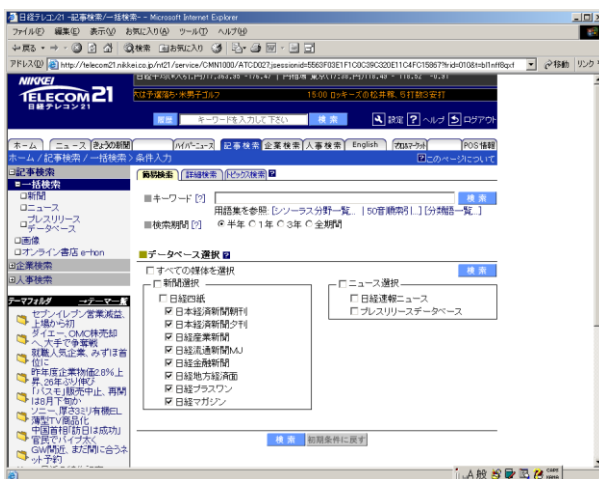 日経テレコン21 -記事検索/一括検索- - Microsoft Internet Explorer
ファイル(F) 編集(E) 表示(V) お気に入り(A) ツール(T) ヘルプ(H)
戻る 検索 お気に入り
アドレス(D) 移動 リンク
NIKKEI
TELECOM21
日経テレコン21
15:00 ロッキーズの松井稼、5打数3安打
履歴 キーワードを入力して下さい 検 索 設定 ? ヘルプ ログアウト
ホーム ニュース きょうの新聞 ハイパーニュース 記事検索 企業検索 人事検索 English POS情報
ホーム / 記事検索 / 一括検索 > 条件入力 ?このページについて
記事検索
一括検索
新聞
ニュース
プレスリリース
データベース
画像
オンライン書店 e-hon
企業検索
人事検索
簡易検索 詳細検索 トピックス検索 ?
■キーワード [?] 検 索
用語集を参照: [シソーラス分野一覧...] [50音順索引...] [分類語一覧...]
■検索期間 [?] 半年 1年 3年 全期間
■データベース選択 ?
すべての媒体を選択 検 索
新聞選択
日経四紙
日本経済新聞朝刊
日本経済新聞夕刊
日経産業新聞
日経流通新聞MJ
日経金融新聞
日経地方経済面
日経プラスワン
日経マガジン
ニュース選択
日経速報ニュース
プレスリリースデータベース
検 索 初期条件に戻す
テーマフォルダ →テーマ一覧
セブンイレブン営業減益、
上場から初
ダイエー、OMC株売却
へ、大手で争奪戦
就職人気企業、みずほ首
位に
昨年度企業物価2.8%上
昇、26年ぶり伸び
「パスモ」販売中止、再開
は8月下旬か
ソニー、厚さ3ミリ有機EL
薄型TV商品化
中国首相「訪日は成功」
官民でパイプ太く
GW間近、まだ間に合うネ
ット予約
A 般